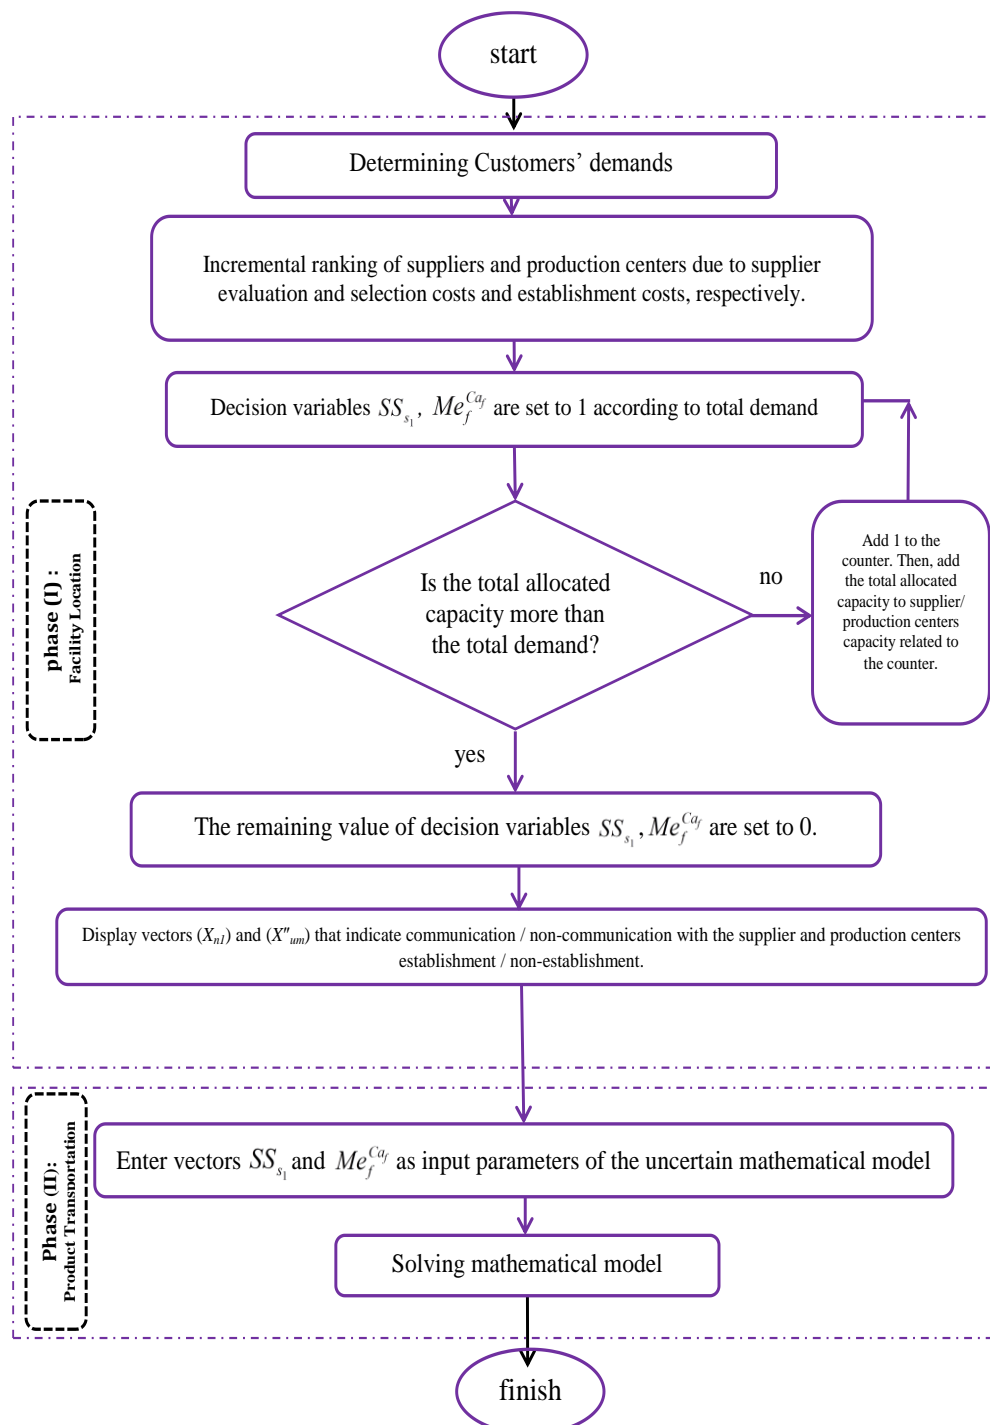 start
Determining Customers’ demands
Incremental ranking of suppliers and production centers due to supplier
evaluation and selection costs and establishment costs, respectively.
Decision variables SS_{s_1}, Me_f^{Ca_f} are set to 1 according to total demand
phase (I) :
Facility Location
Is the total allocated
capacity more than
the total demand?
no
Add 1 to the
counter. Then, add
the total allocated
capacity to supplier/
production centers
capacity related to
the counter.
yes
The remaining value of decision variables SS_{s_1}, Me_f^{Ca_f} are set to 0.
Display vectors (X_{n1}) and (X″_{um}) that indicate communication / non-communication with the supplier and production centers
establishment / non-establishment.
Phase (II):
Product Transportation
Enter vectors SS_{s_1} and Me_f^{Ca_f} as input parameters of the uncertain mathematical model
Solving mathematical model
finish